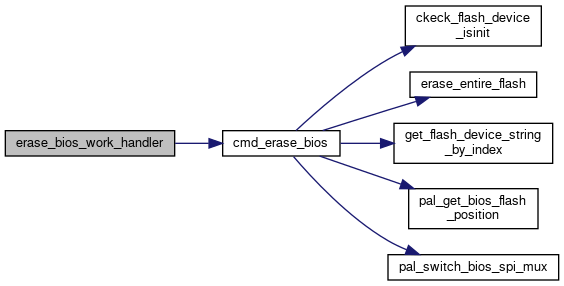 ckeck_flash_device
_isinit
erase_entire_flash
erase_bios_work_handler
cmd_erase_bios
get_flash_device_string
_by_index
pal_get_bios_flash
_position
pal_switch_bios_spi_mux